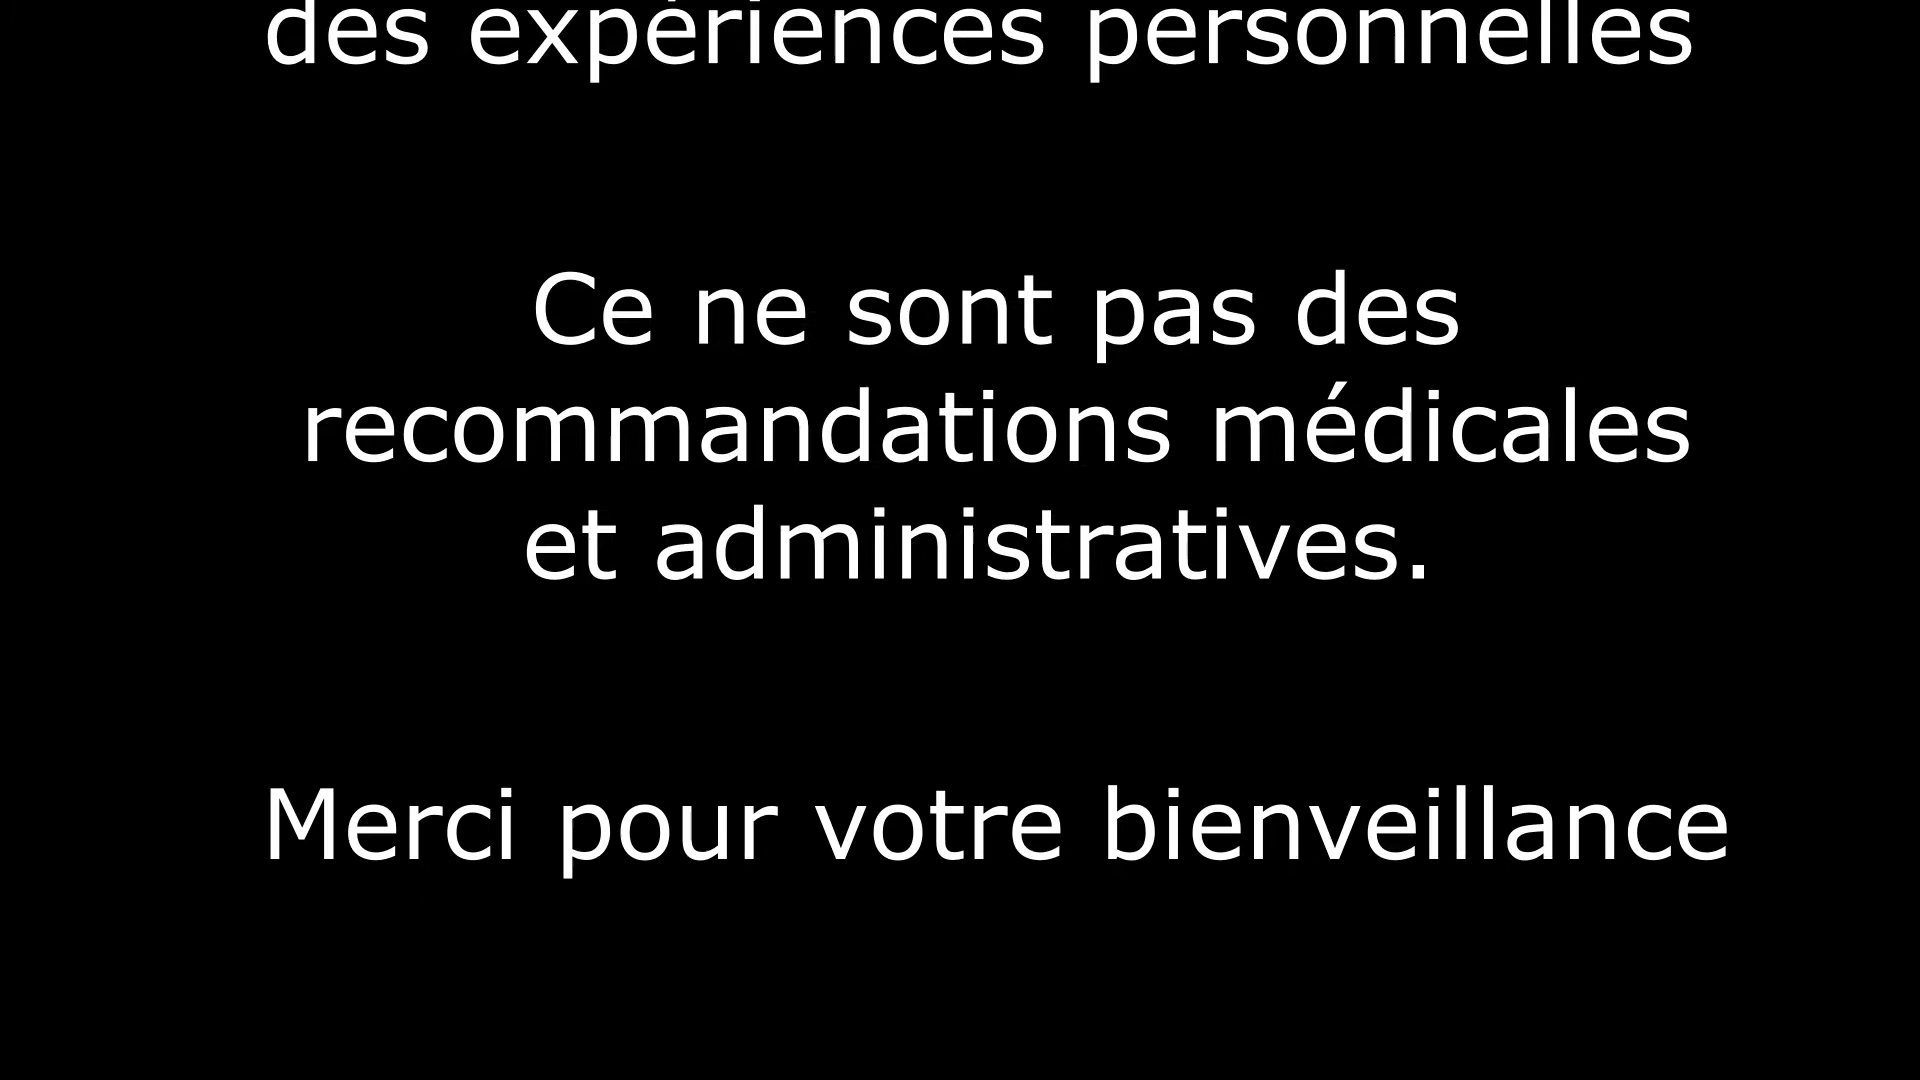 des expériences personnelles
Ce ne sont pas des
recommandations médicales
et administratives.
Merci pour votre bienveillance